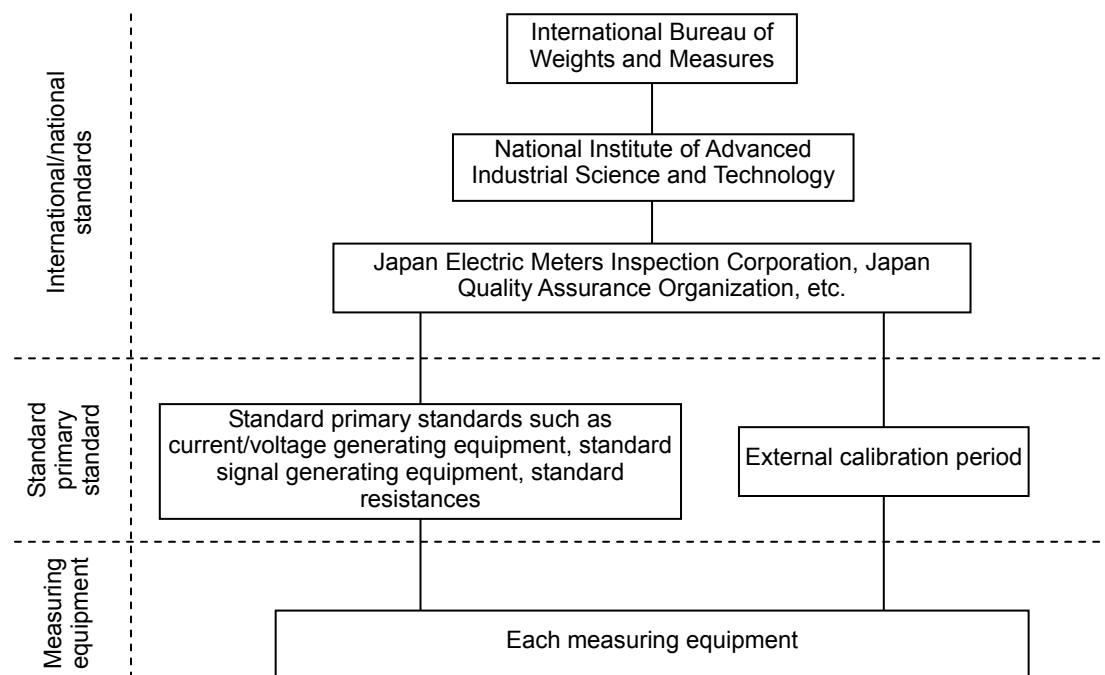 International/national
standards
International Bureau of
Weights and Measures
National Institute of Advanced
Industrial Science and Technology
Japan Electric Meters Inspection Corporation, Japan
Quality Assurance Organization, etc.
Standard
primary
standard
Standard primary standards such as
current/voltage generating equipment, standard
signal generating equipment, standard
resistances
External calibration period
Measuring
equipment
Each measuring equipment